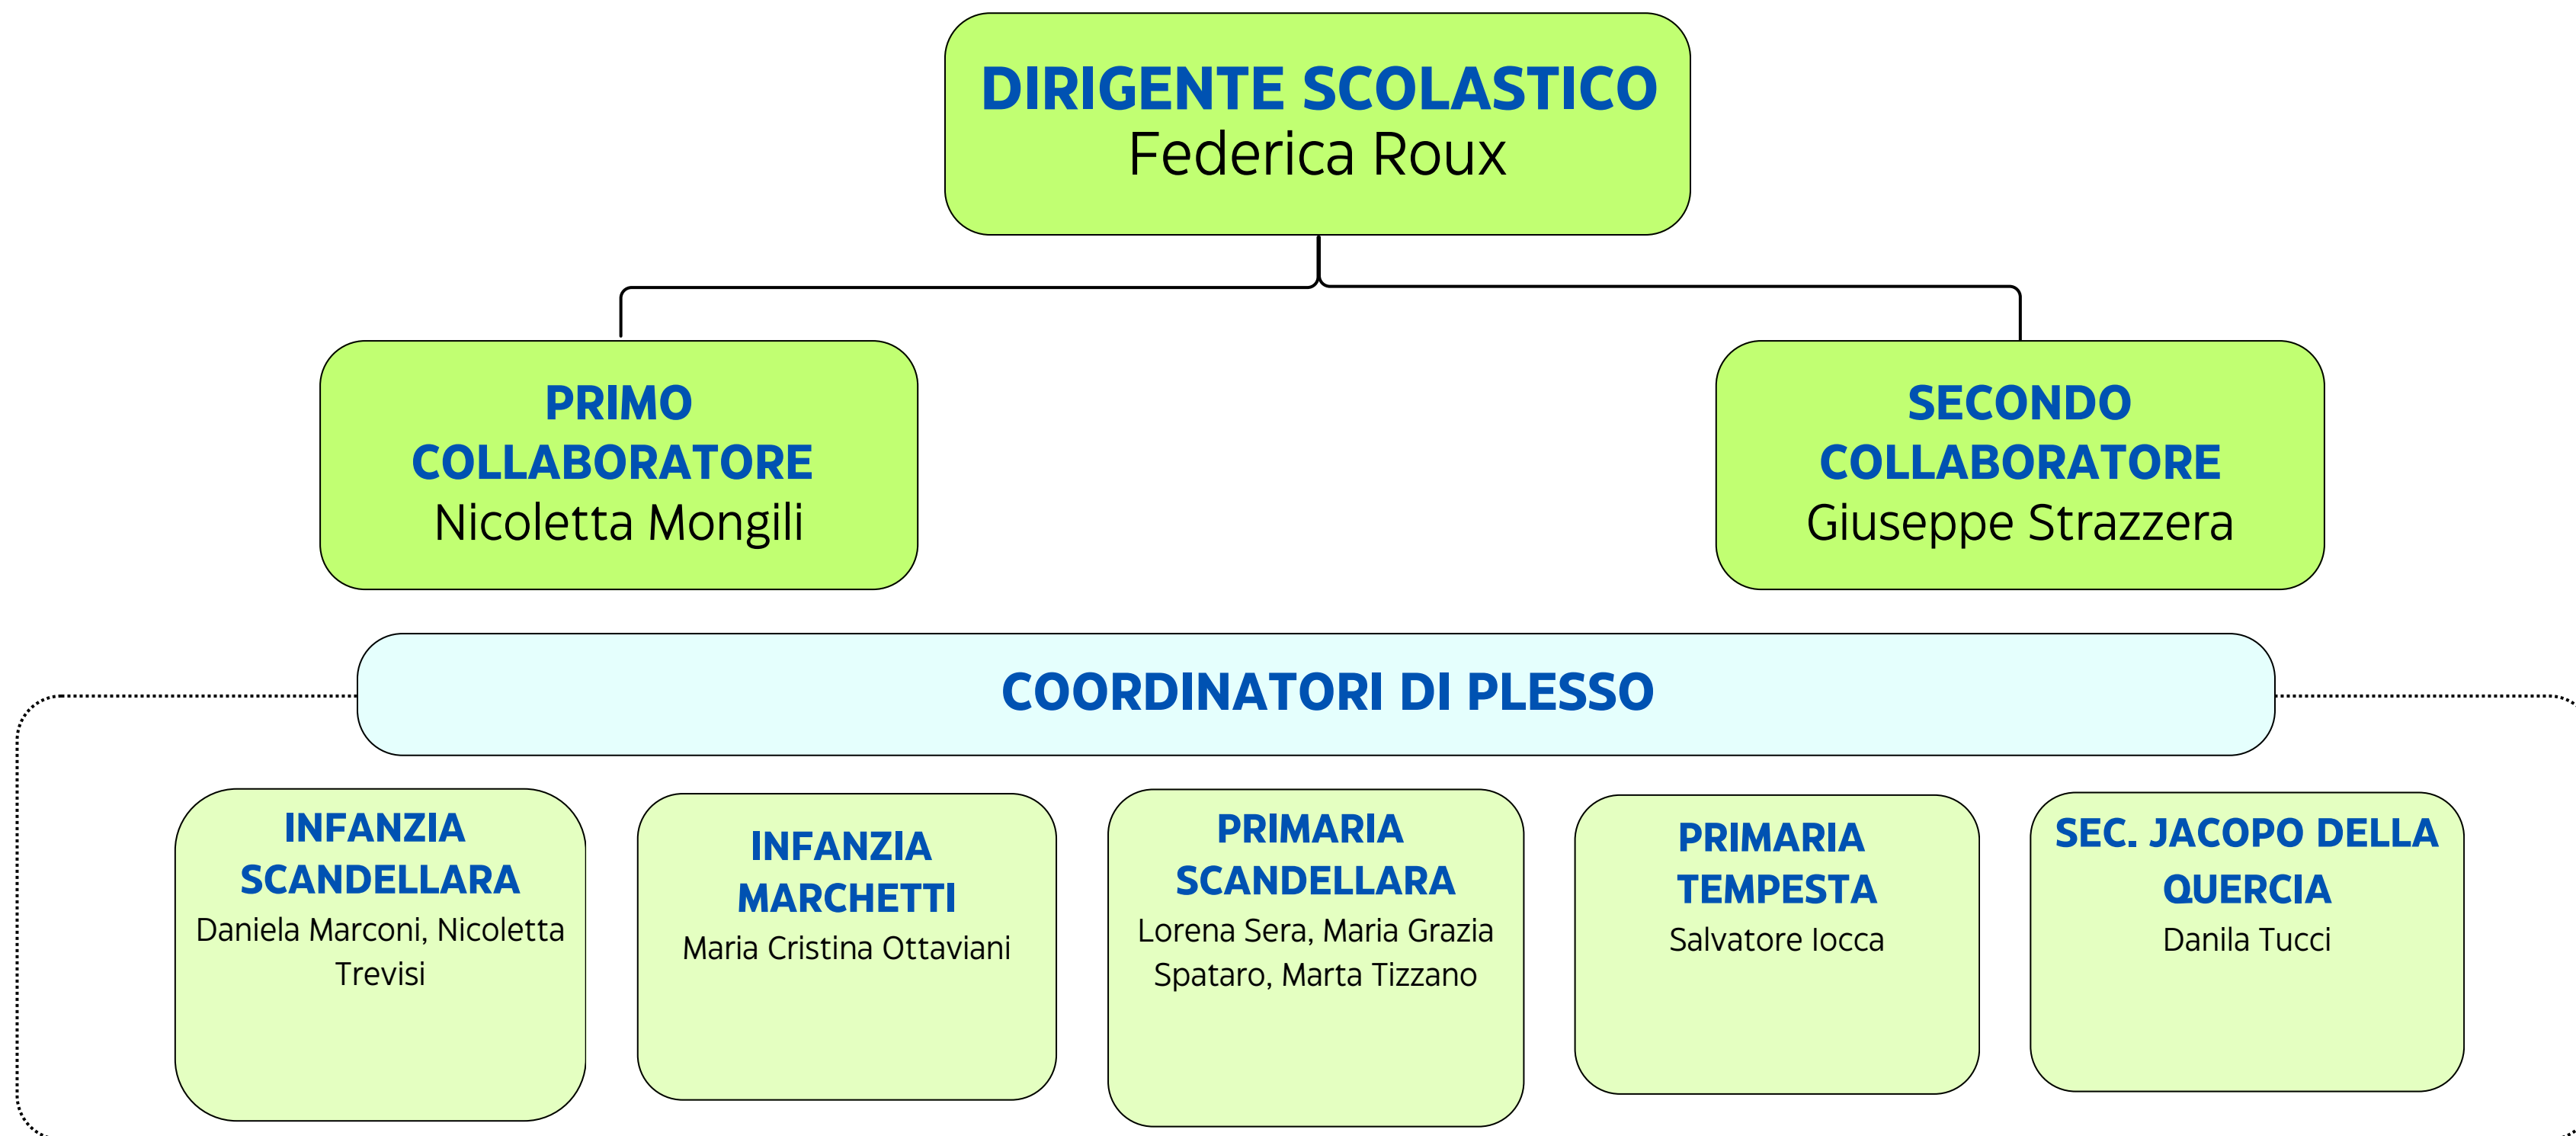 DIRIGENTE SCOLASTICO
Federica Roux
PRIMO
COLLABORATORE
Nicoletta Mongili
SECONDO
COLLABORATORE
Giuseppe Strazzera
COORDINATORI DI PLESSO
INFANZIA
SCANDELLARA
Daniela Marconi, Nicoletta
Trevisi
INFANZIA
MARCHETTI
Maria Cristina Ottaviani
PRIMARIA
SCANDELLARA
Lorena Sera, Maria Grazia
Spataro, Marta Tizzano
PRIMARIA
TEMPESTA
Salvatore Iocca
SEC. JACOPO DELLA
QUERCIA
Danila Tucci